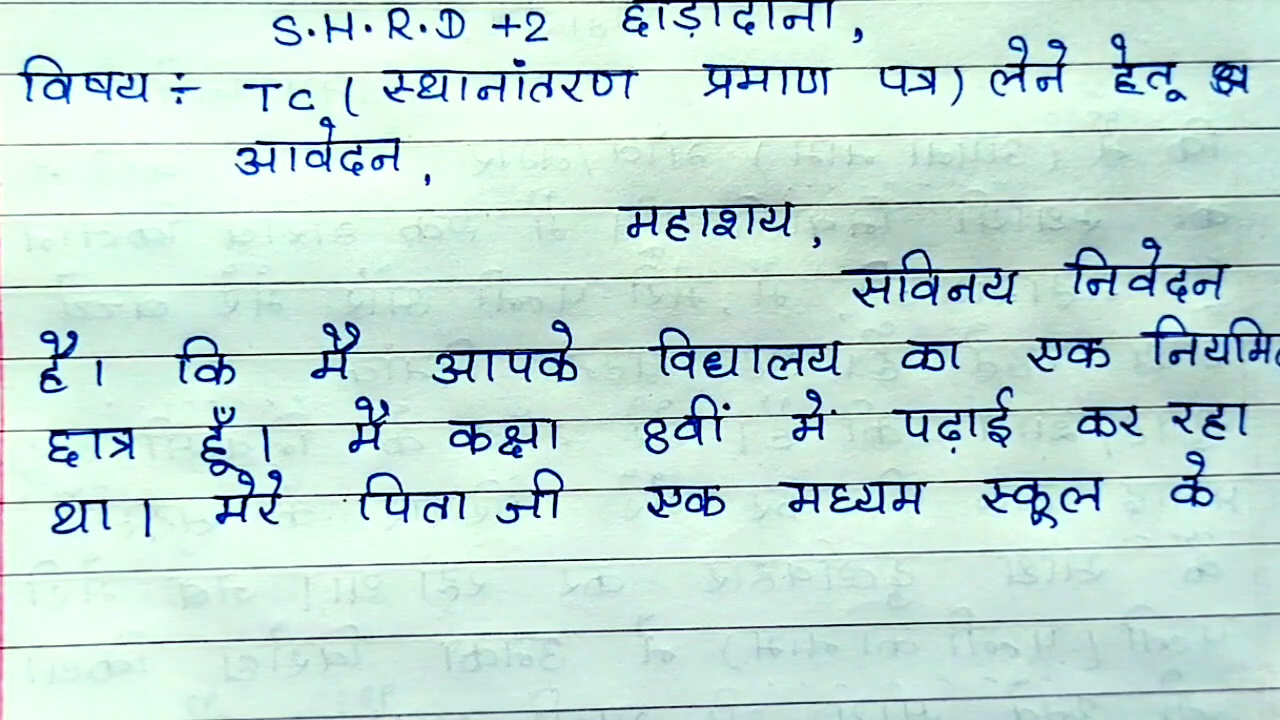 S.H.R.D +2 छौड़ादानो,
विषय ÷ TC ( स्थानांतरण प्रमाण पत्र) लेने हेतू
आवेदन,
महाशय,
सविनय निवेदन
है। कि मै आपके विद्यालय का एक नियमि
छात्र हूँ। मै कक्षा 8वीं में पढ़ाई कर रहा
था। मेरे पिता जी एक मध्यम स्कूल के